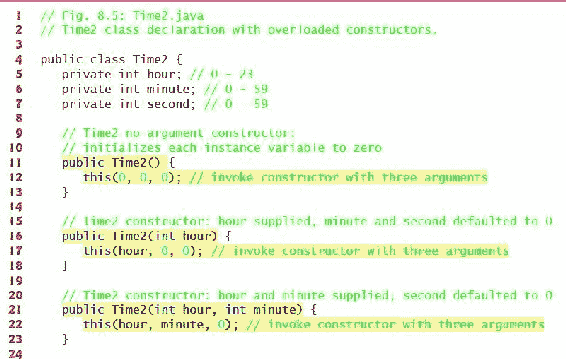 1 // Fig. 8.5: Time2.java
2 // Time2 class declaration with overloaded constructors.
3
4 public class Time2 {
5 private int hour; // 0 - 23
6 private int minute; // 0 - 59
7 private int second; // 0 - 59
8
9 // Time2 no argument constructor:
10 // initializes each instance variable to zero
11 public Time2() {
12 this(0, 0, 0); // invoke constructor with three arguments
13 }
14
15 // Time2 constructor: hour supplied, minute and second defaulted to 0
16 public Time2(int hour) {
17 this(hour, 0, 0); // invoke constructor with three arguments
18 }
19
20 // Time2 constructor: hour and minute supplied, second defaulted to 0
21 public Time2(int hour, int minute) {
22 this(hour, minute, 0); // invoke constructor with three arguments
23 }
24